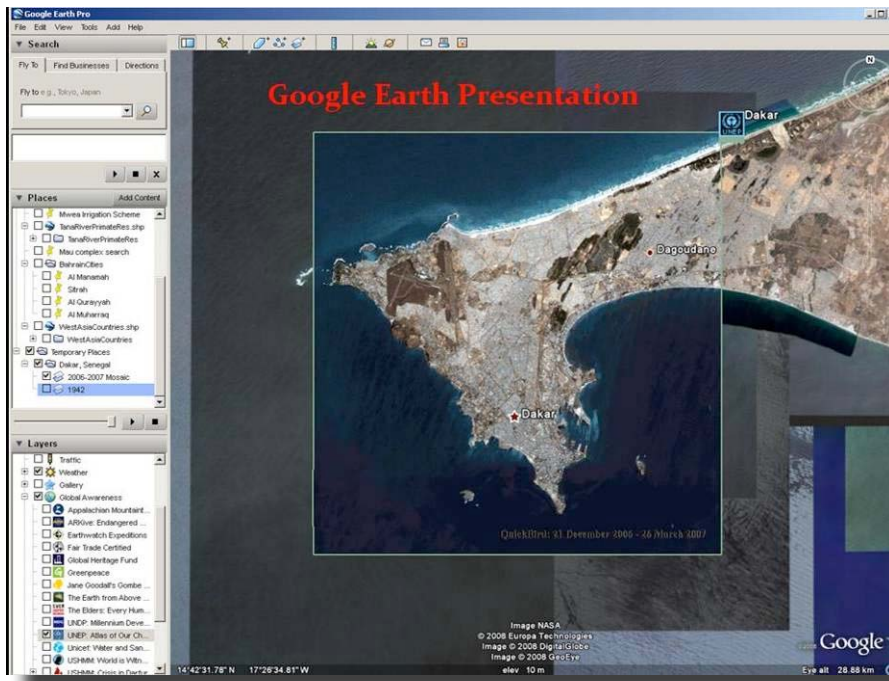 Google Earth Pro
File Edit View Tools Add Help
Search
Fly To Find Businesses Directions
Fly to e.g., Tokyo, Japan
Places Add Content
Mwea Irrigation Scheme
TanaRiverPrimateRes.shp
TanaRiverPrimateRes
Mau complex search
BahrainCities
Al Manamah
Sitrah
Al Qurayyah
Al Muharraq
WestAsiaCountries.shp
WestAsiaCountries
Temporary Places
Dakar, Senegal
2006-2007 Mosaic
1942
Layers
Traffic
Weather
Gallery
Global Awareness
Appalachian Mountaint...
ARKive: Endangered ...
Earthwatch Expeditions
Fair Trade Certified
Global Heritage Fund
Greenpeace
Jane Goodall's Gombe ...
The Earth from Above ...
The Elders: Every Hum...
UNDP: Millennium Deve...
UNEP: Atlas of Our Ch...
Unicef: Water and San...
USHMM: World is Witn...
USHMM: Crisis in Darfur
Google Earth Presentation
N
UNEP
Dakar
Dagoudane
Dakar
QuickBird: 21 December 2006 - 26 March 2007
Image NASA
© 2008 Europa Technologies
Image © 2008 DigitalGlobe
Image © 2008 GeoEye
Google
14°42'31.78" N 17°26'34.81" W elev 10 m Eye alt 28.88 km